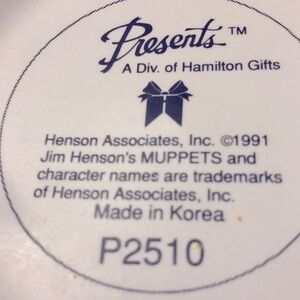 Presents™
A Div. of Hamilton Gifts
Henson Associates, Inc. ©1991
Jim Henson's MUPPETS and
character names are trademarks
of Henson Associates, Inc.
Made in Korea
P2510